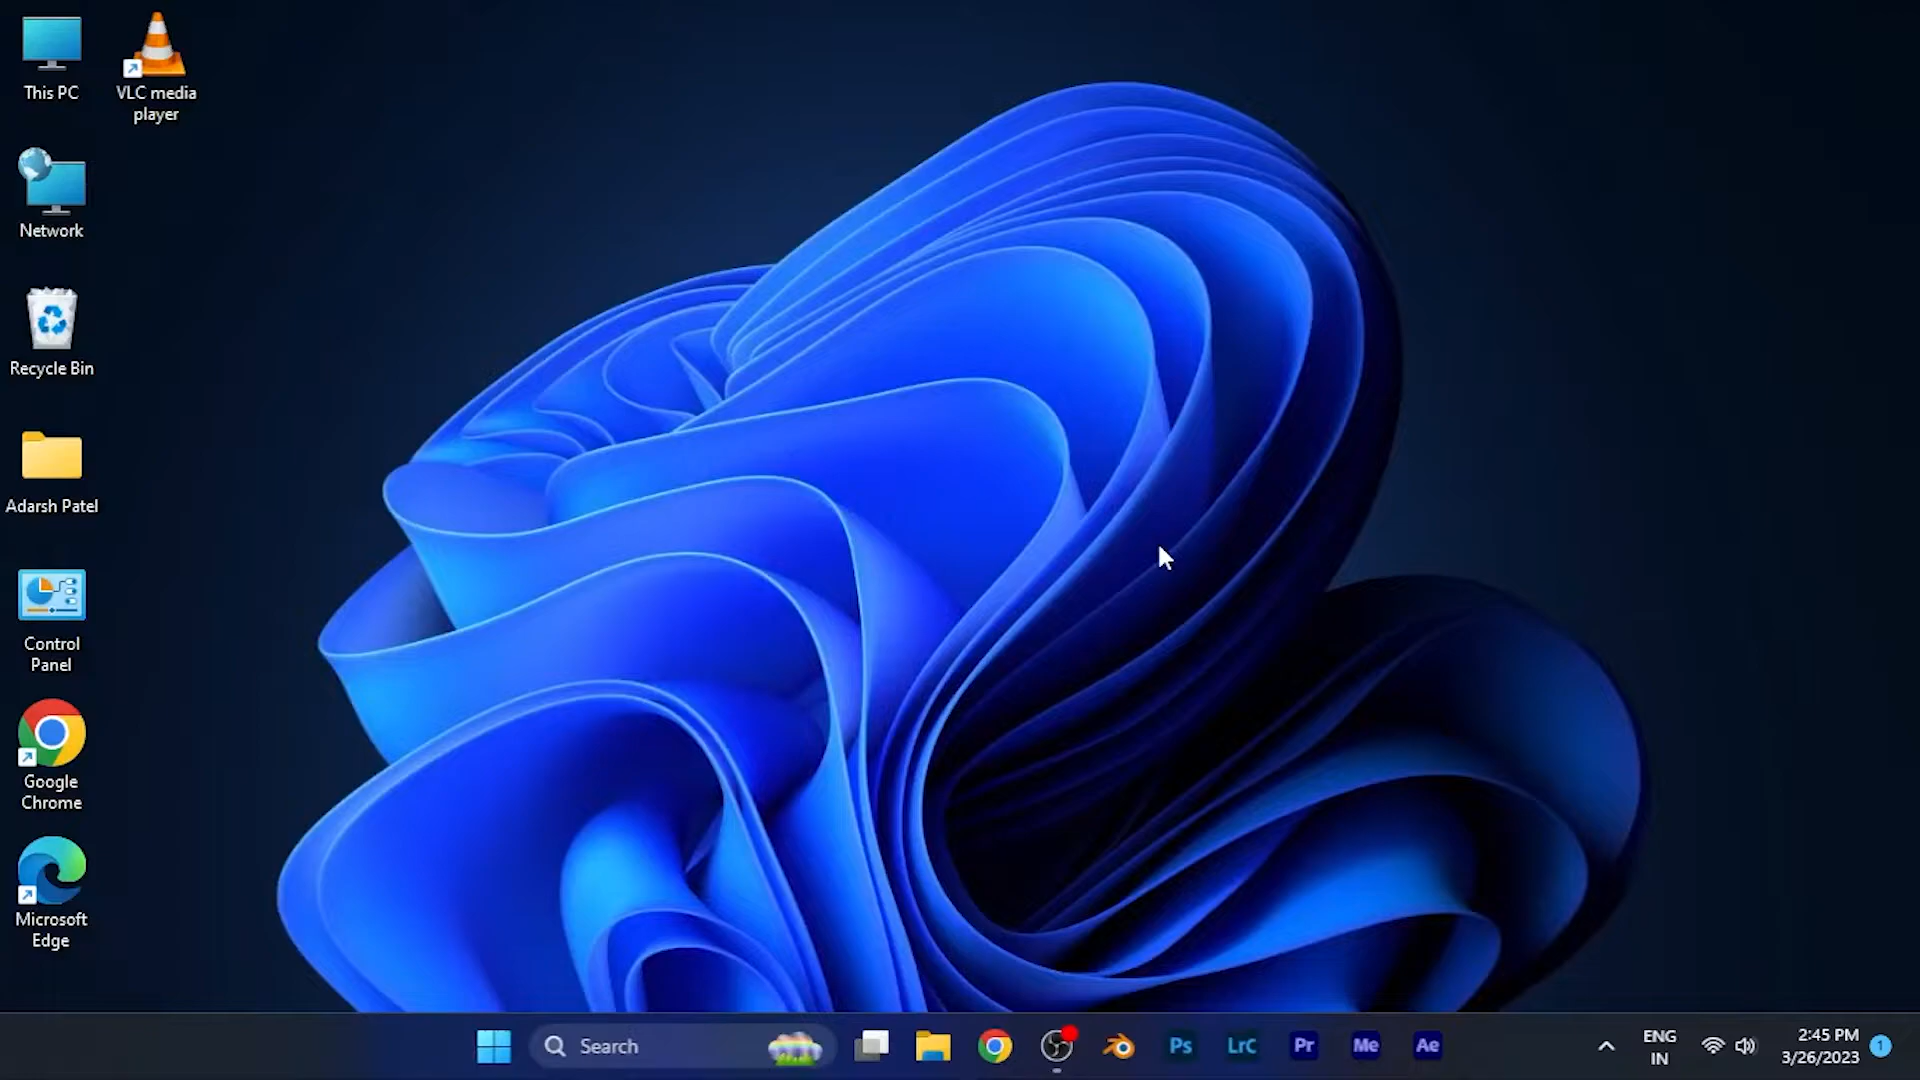 This PC
VLC media
player
Network
Recycle Bin
Adarsh Patel
Control
Panel
Google
Chrome
Microsoft
Edge
Search
Ps
LrC
Pr
Me
Ae
ENG
IN
2:45 PM
3/26/2023
1